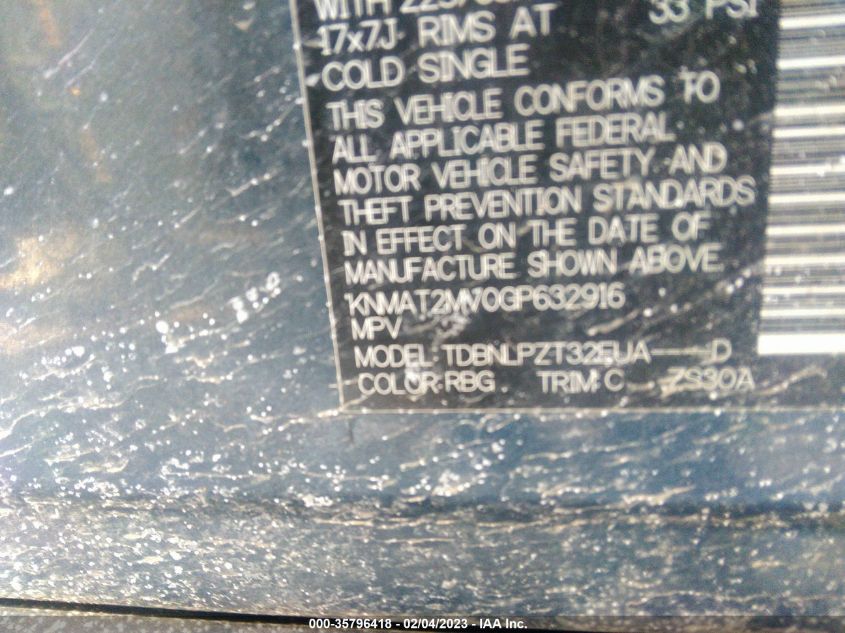 WITH
33 PSI
17x7J RIMS AT
COLD SINGLE
THIS VEHICLE CONFORMS TO
ALL APPLICABLE FEDERAL
MOTOR VEHICLE SAFETY AND
THEFT PREVENTION STANDARDS
IN EFFECT ON THE DATE OF
MANUFACTURE SHOWN ABOVE
KNMAT2MV0GP632916
MPV
MODEL: TDBNLPZT32EUA----D
COLOR:RBG TRIM:C ZS30A
000-35796418 - 02/04/2023 - IAA Inc.